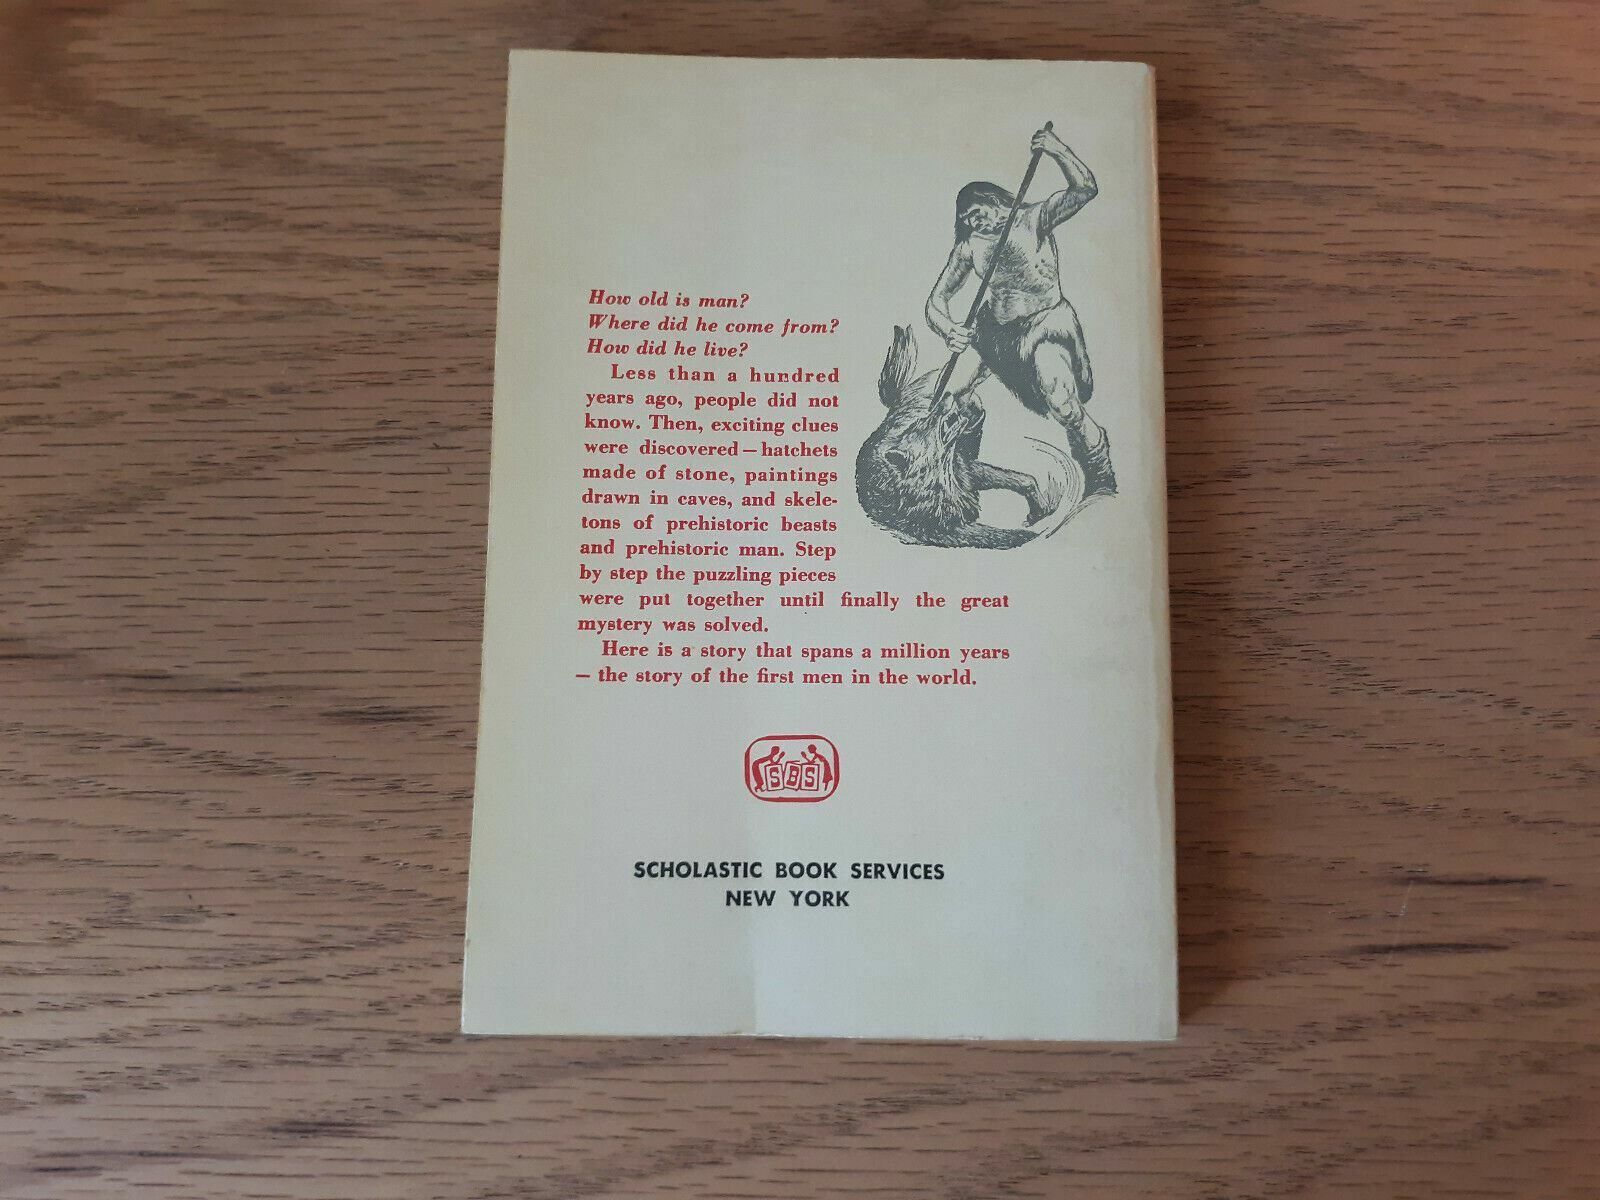 How old is man?
Where did he come from?
How did he live?
Less than a hundred
years ago, people did not
know. Then, exciting clues
were discovered — hatchets
made of stone, paintings
drawn in caves, and skele-
tons of prehistoric beasts
and prehistoric man. Step
by step the puzzling pieces
were put together until finally the great
mystery was solved.
Here is a story that spans a million years
— the story of the first men in the world.
SBS
SCHOLASTIC BOOK SERVICES
NEW YORK